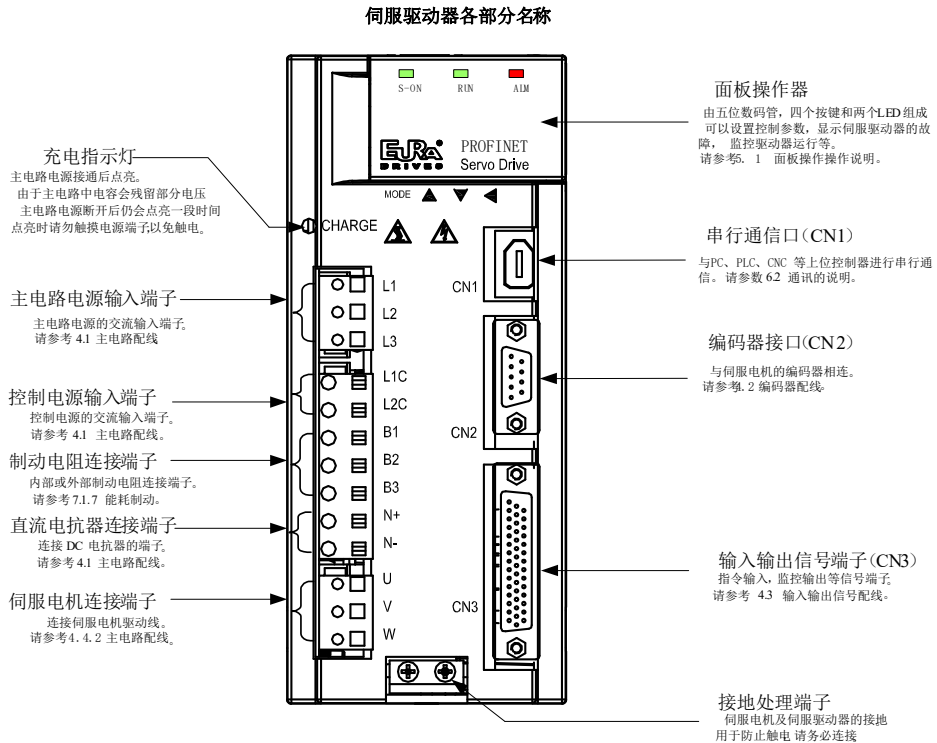 伺服驱动器各部分名称
S-ON RUN ALM
EURA
DRIVES
PROFINET
Servo Drive
MODE
CHARGE
充电指示灯
主电路电源接通后点亮。
由于主电路中电容会残留部分电压
主电路电源断开后仍会点亮一段时间
点亮时请勿触摸电源端子以免触电。
主电路电源输入端子
主电路电源的交流输入端子。
请参考 4.1 主电路配线
控制电源输入端子
控制电源的交流输入端子。
请参考 4.1 主电路配线。
制动电阻连接端子
内部或外部制动电阻连接端子。
请参考7.1.7 能耗制动。
直流电抗器连接端子
连接 DC 电抗器的端子。
请参考 4.1 主电路配线。
伺服电机连接端子
连接伺服电机驱动线。
请参考4.4.2 主电路配线。
L1
L2
L3
L1C
L2C
B1
B2
B3
N+
N-
U
V
W
CN1
CN2
CN3
面板操作器
由五位数码管，四个按键和两个LED组成
可以设置控制参数，显示伺服驱动器的故
障， 监控驱动器运行等。
请参考5. 1 面板操作操作说明。
串行通信口(CN1)
与PC、PLC、CNC 等上位控制器进行串行通
信。请参数 6.2 通讯的说明。
编码器接口(CN2)
与伺服电机的编码器相连。
请参考4. 2 编码器配线。
输入输出信号端子(CN3)
指令输入，监控输出等信号端子。
请参考 4.3 输入输出信号配线。
接地处理端子
伺服电机及伺服驱动器的接地
用于防止触电 请务必连接